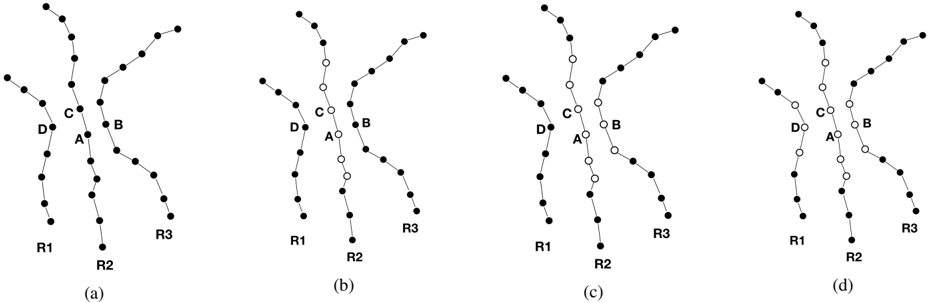 C
D A B
R1 R2 R3
(a)
C
D A B
R1 R2 R3
(b)
C
D A B
R1 R2 R3
(c)
C
D A B
R1 R2 R3
(d)